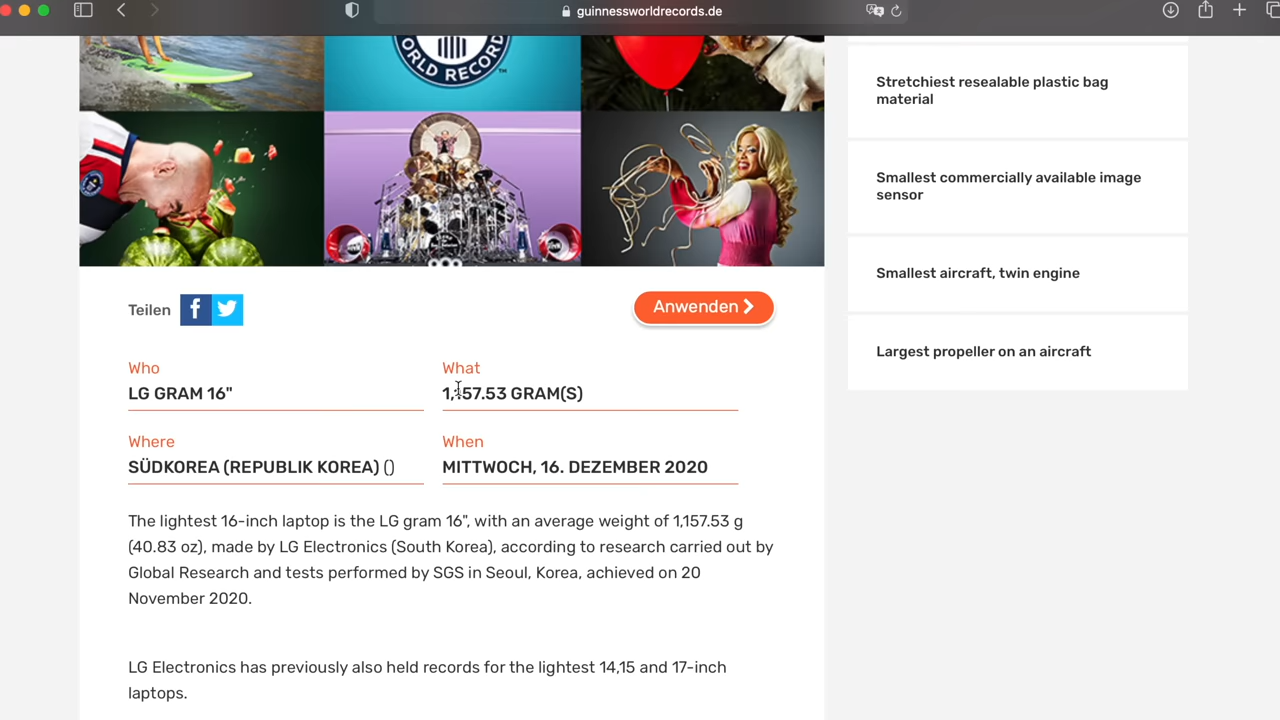 guinnessworldrecords.de
ORLD RECORD
TM
Stretchiest resealable plastic bag
material
Smallest commercially available image
sensor
Smallest aircraft, twin engine
Largest propeller on an aircraft
Teilen
Anwenden
Who
LG GRAM 16"
What
1,157.53 GRAM(S)
Where
SÜDKOREA (REPUBLIK KOREA) ()
When
MITTWOCH, 16. DEZEMBER 2020
The lightest 16-inch laptop is the LG gram 16", with an average weight of 1,157.53 g
(40.83 oz), made by LG Electronics (South Korea), according to research carried out by
Global Research and tests performed by SGS in Seoul, Korea, achieved on 20
November 2020.
LG Electronics has previously also held records for the lightest 14,15 and 17-inch
laptops.